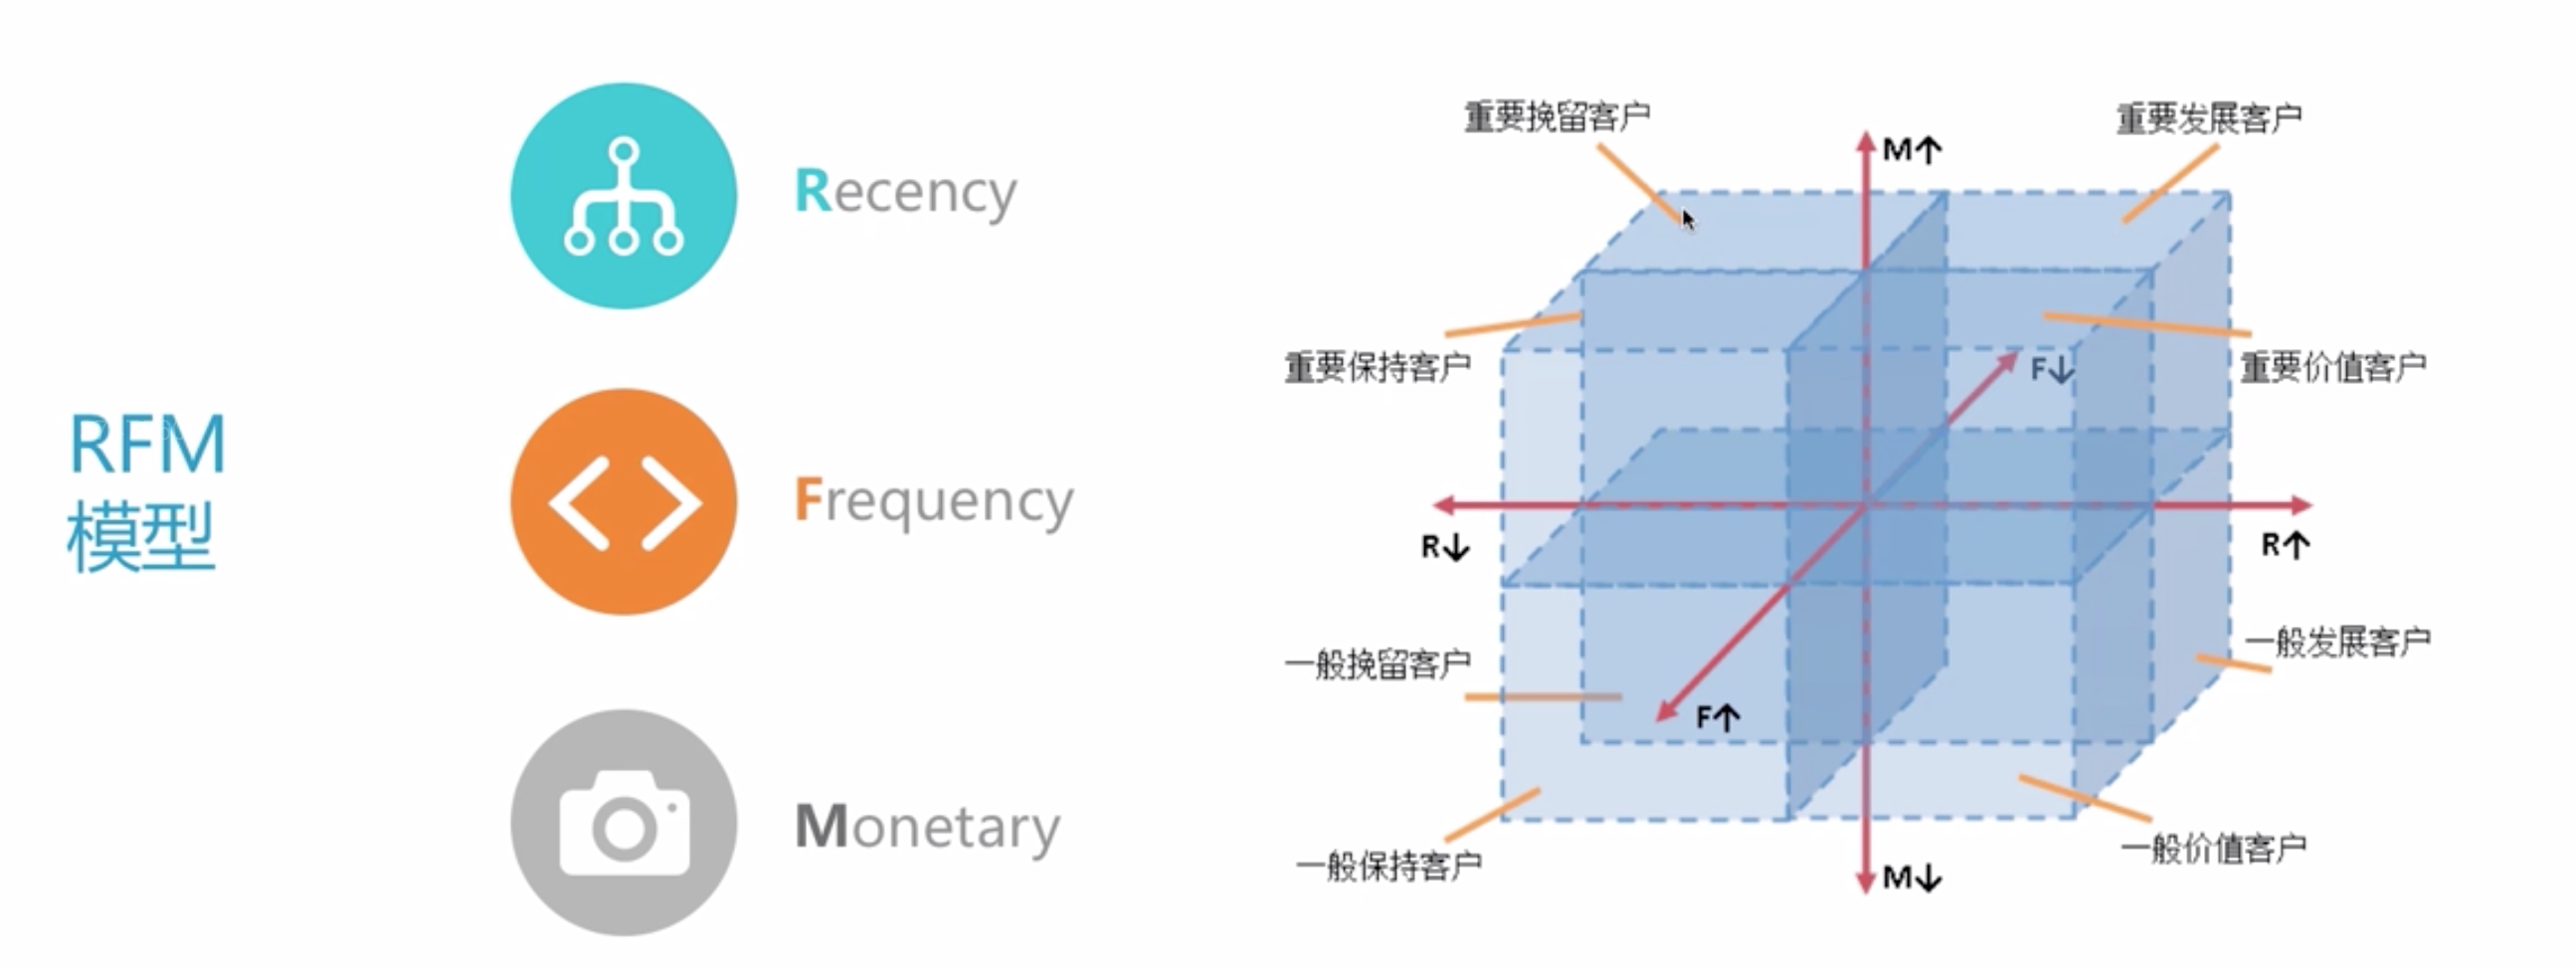 RFM
模型
Recency
Frequency
Monetary
重要挽留客户
重要发展客户
M↑
重要保持客户
重要价值客户
F↓
R↓
R↑
一般挽留客户
一般发展客户
F↑
一般保持客户
一般价值客户
M↓